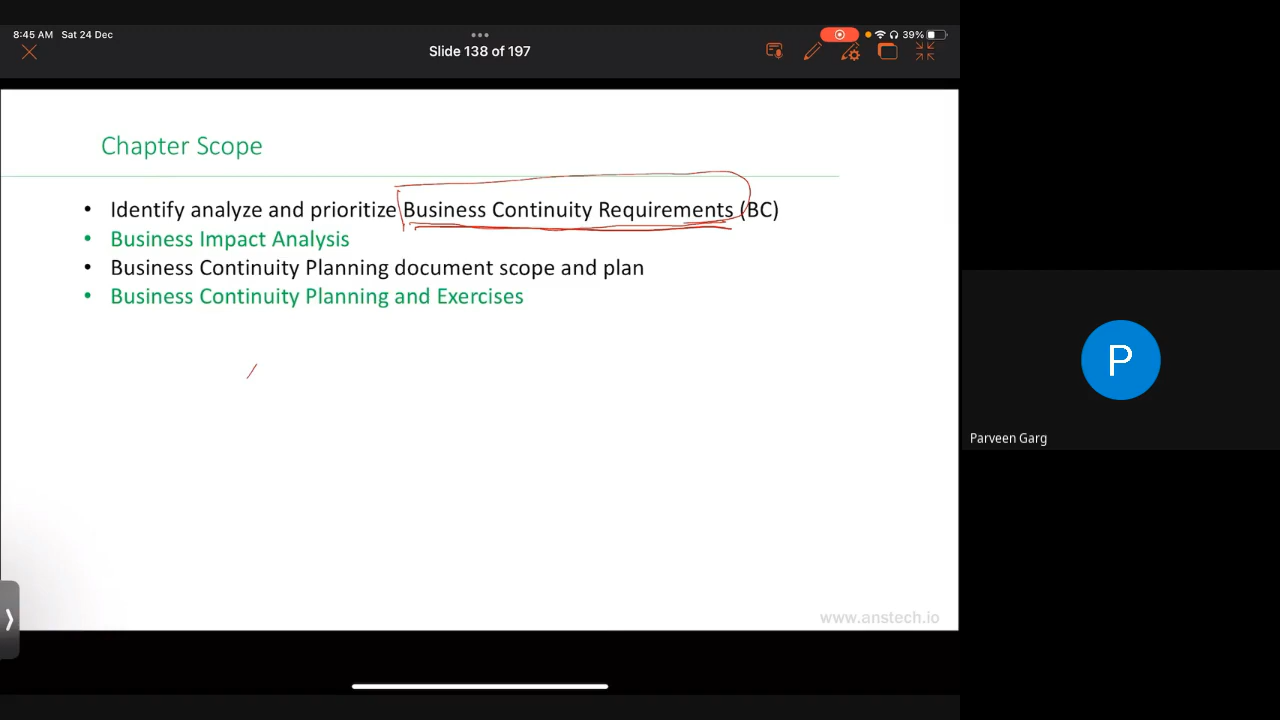 8:45 AM Sat 24 Dec
39%
Slide 138 of 197
Chapter Scope
• Identify analyze and prioritize Business Continuity Requirements (BC)
• Business Impact Analysis
• Business Continuity Planning document scope and plan
• Business Continuity Planning and Exercises
www.anstech.io
P
Parveen Garg